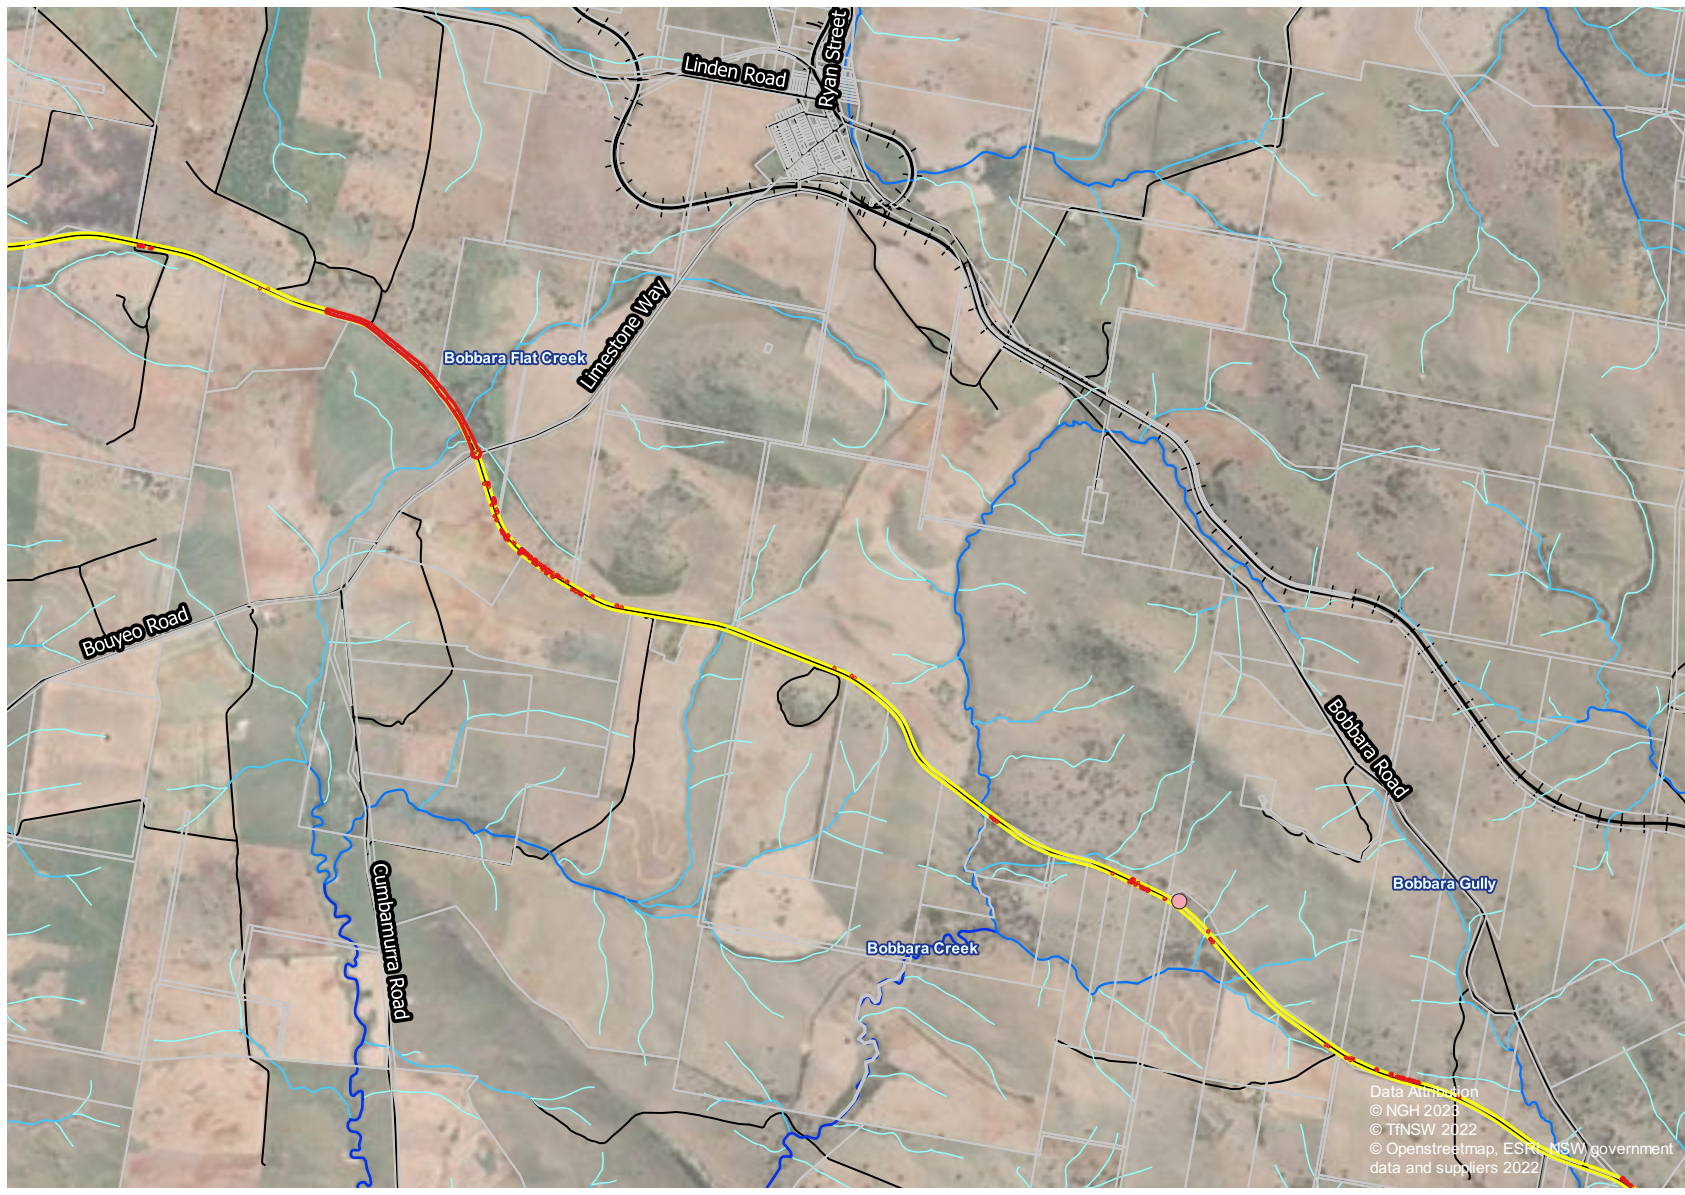 Ryan Street
Linden Road
Limestone Way
Bobbara Flat Creek
Bouyeo Road
Bobbara Road
Cumbamurra Road
Bobbara Gully
Bobbara Creek
Data Attribution
© NGH 2023
© TfNSW 2022
© Openstreetmap, ESRI, NSW government
data and suppliers 2022